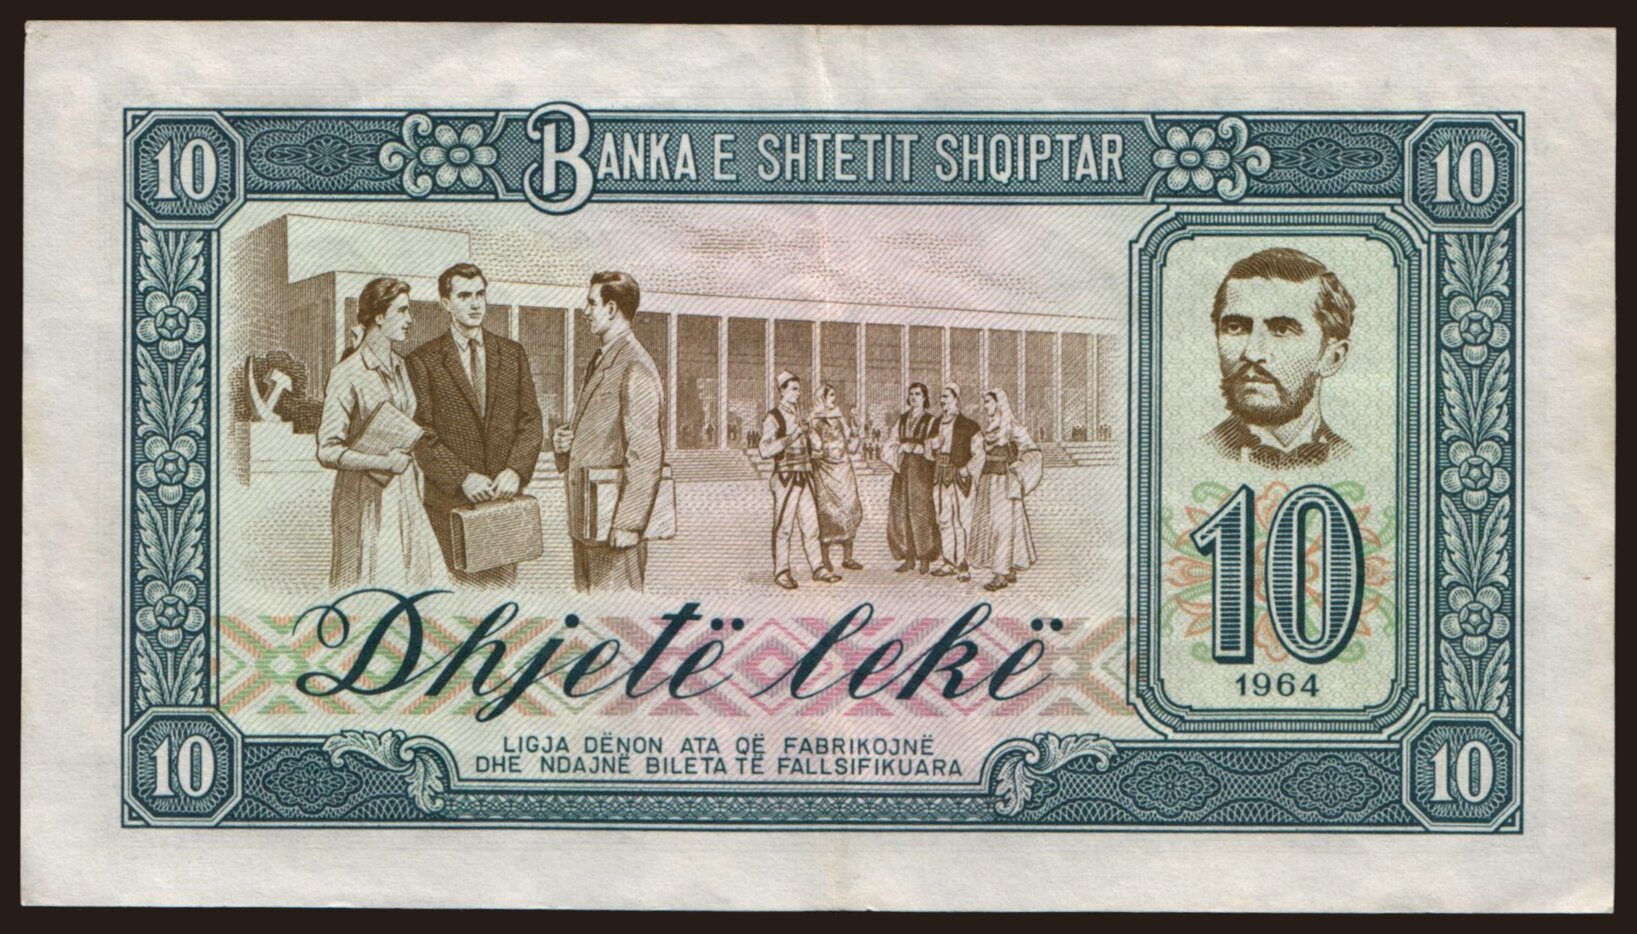 10
BANKA E SHTETIT SHQIPTAR
10
Dhjetë lekë
10
1964
LIGJA DËNON ATA QË FABRIKOJNË
DHE NDAJNË BILETA TË FALLSIFIKUARA
10
10